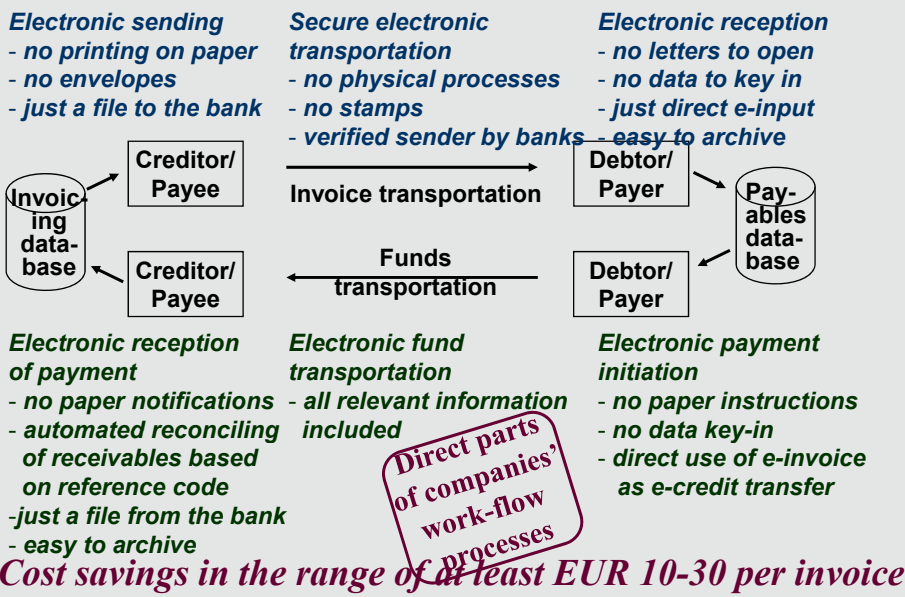 Electronic sending
- no printing on paper
- no envelopes
- just a file to the bank
Secure electronic
transportation
- no physical processes
- no stamps
- verified sender by banks
Electronic reception
- no letters to open
- no data to key in
- just direct e-input
- easy to archive
Invoic-
ing
data-
base
Creditor/
Payee
Invoice transportation
Debtor/
Payer
Pay-
ables
data-
base
Creditor/
Payee
Funds
transportation
Debtor/
Payer
Electronic reception
of payment
- no paper notifications
- automated reconciling
of receivables based
on reference code
-just a file from the bank
- easy to archive
Electronic fund
transportation
- all relevant information
included
Electronic payment
initiation
- no paper instructions
- no data key-in
- direct use of e-invoice
as e-credit transfer
Direct parts
of companies'
work-flow
processes
Cost savings in the range of at least EUR 10-30 per invoice